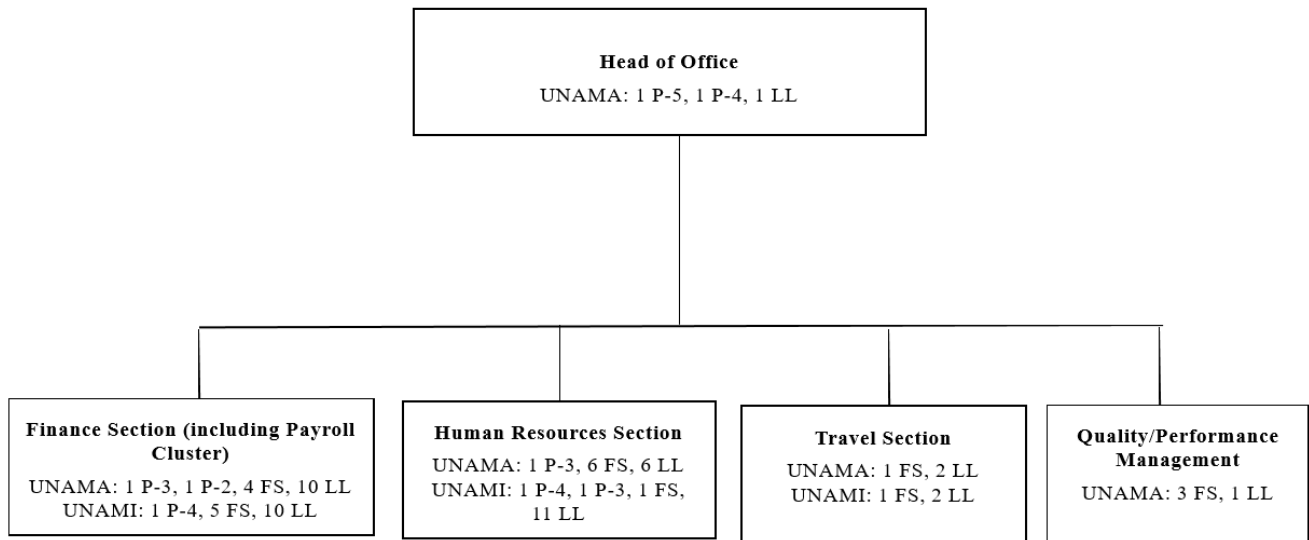 Head of Office
UNAMA: 1 P-5, 1 P-4, 1 LL
Finance Section (including Payroll
Cluster)
UNAMA: 1 P-3, 1 P-2, 4 FS, 10 LL
UNAMI: 1 P-4, 5 FS, 10 LL
Human Resources Section
UNAMA: 1 P-3, 6 FS, 6 LL
UNAMI: 1 P-4, 1 P-3, 1 FS,
11 LL
Travel Section
UNAMA: 1 FS, 2 LL
UNAMI: 1 FS, 2 LL
Quality/Performance
Management
UNAMA: 3 FS, 1 LL